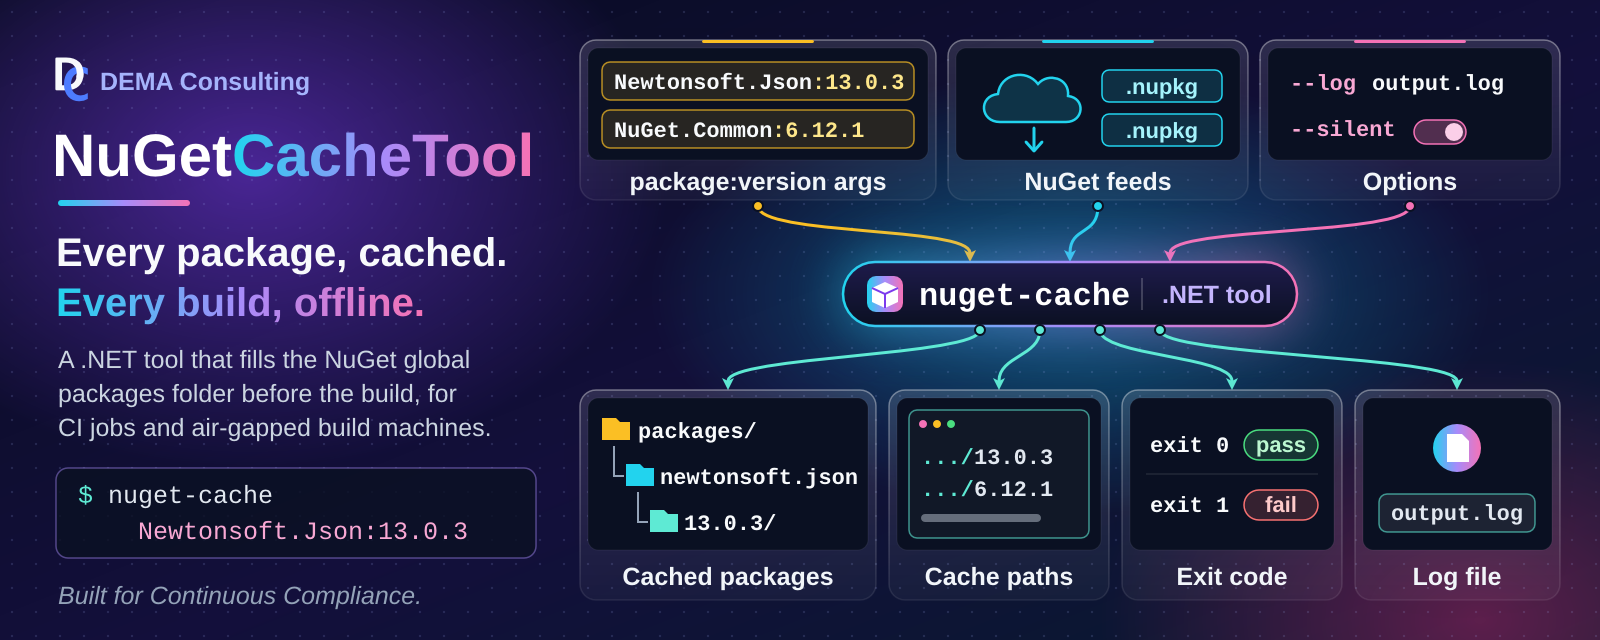 DC DEMA Consulting
NuGetCacheTool
Every package, cached.
Every build, offline.
A .NET tool that fills the NuGet global
packages folder before the build, for
CI jobs and air-gapped build machines.
$ nuget-cache
Newtonsoft.Json:13.0.3
Built for Continuous Compliance.
Newtonsoft.Json:13.0.3
NuGet.Common:6.12.1
package:version args
.nupkg
.nupkg
NuGet feeds
--log output.log
--silent
Options
nuget-cache .NET tool
packages/
newtonsoft.json
13.0.3/
Cached packages
.../13.0.3
.../6.12.1
Cache paths
exit 0 pass
exit 1 fail
Exit code
output.log
Log file